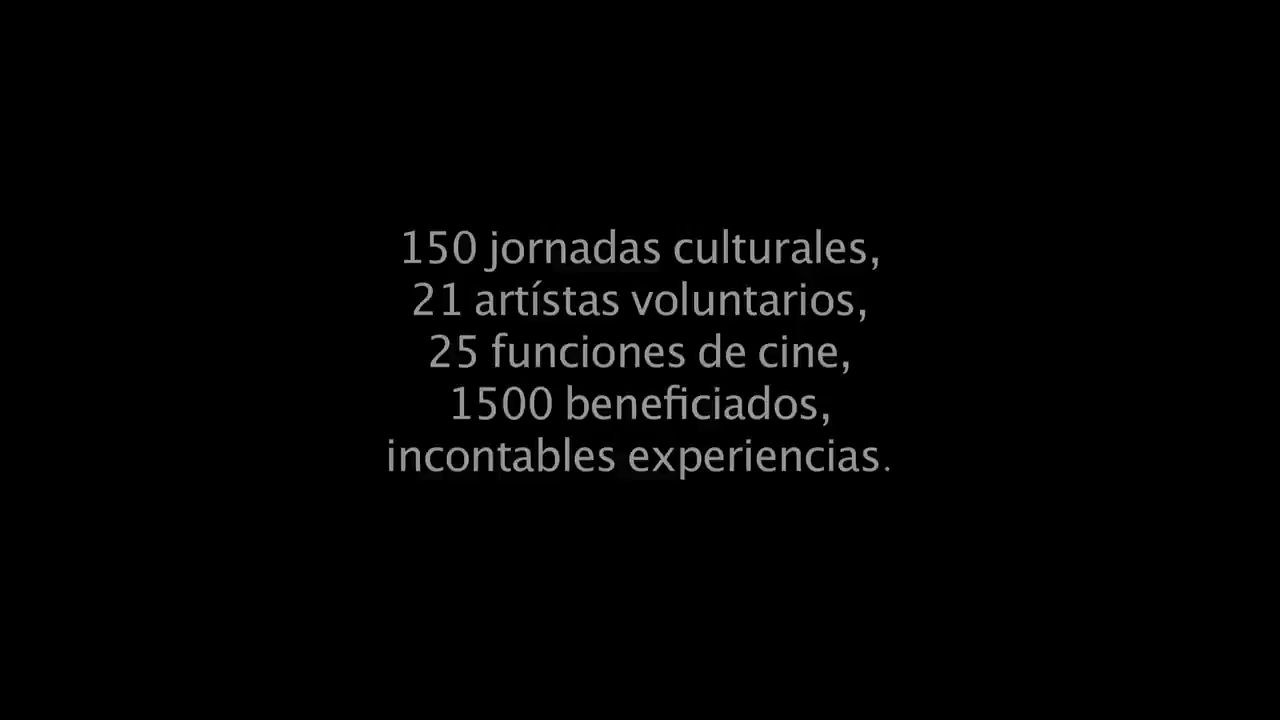 150 jornadas culturales,
21 artístas voluntarios,
25 funciones de cine,
1500 beneficiados,
incontables experiencias.